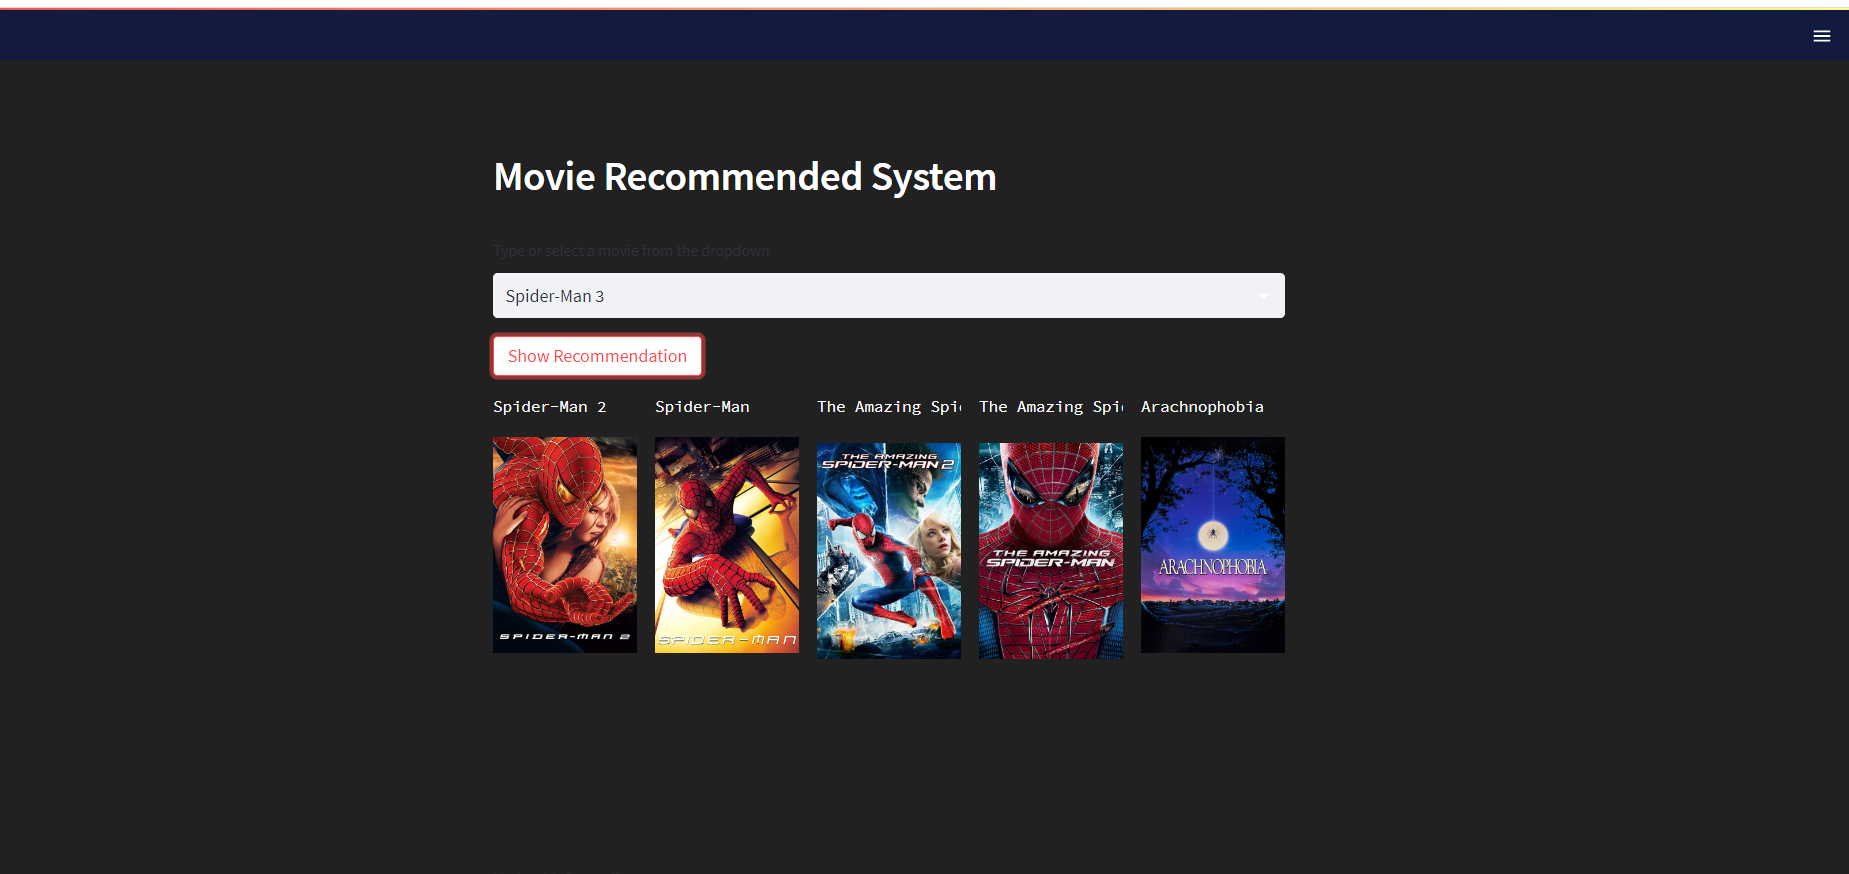 Movie Recommended System
Type or select a movie from the dropdown
Spider-Man 3
Show Recommendation
Spider-Man 2
Spider-Man
The Amazing Spi
The Amazing Spi
Arachnophobia
SPIDER-MAN 2
SPIDER-MAN
THE AMAZING
SPIDER-MAN 2
THE AMAZING
SPIDER-MAN
ARACHNOPHOBIA